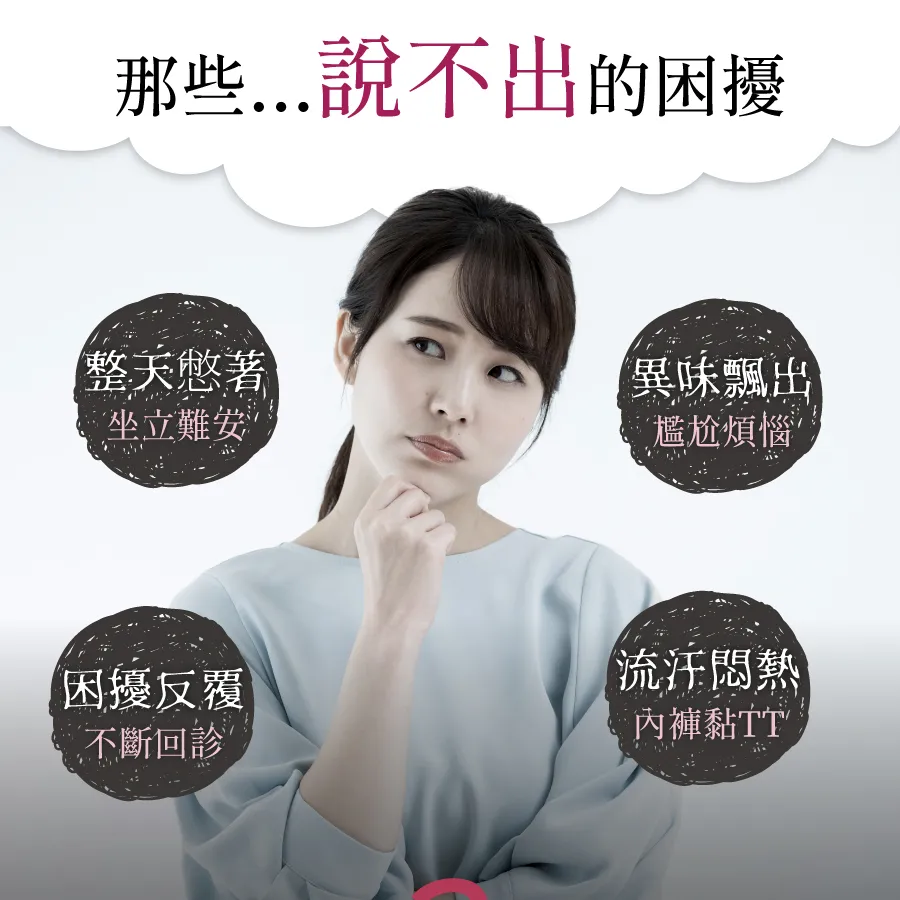 那些...說不出的困擾
整天憋著
坐立難安
異味飄出
尷尬煩惱
困擾反覆
不斷回診
流汗悶熱
內褲黏TT